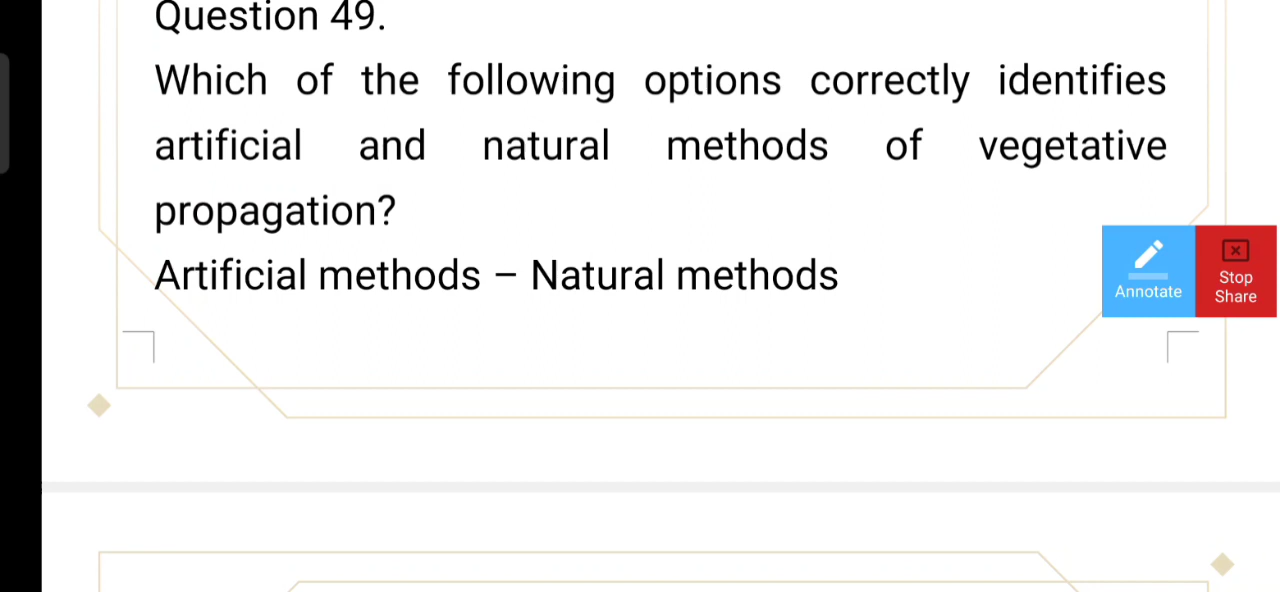 Question 49.
Which of the following options correctly identifies
artificial and natural methods of vegetative
propagation?
Artificial methods – Natural methods
Annotate
Stop
Share